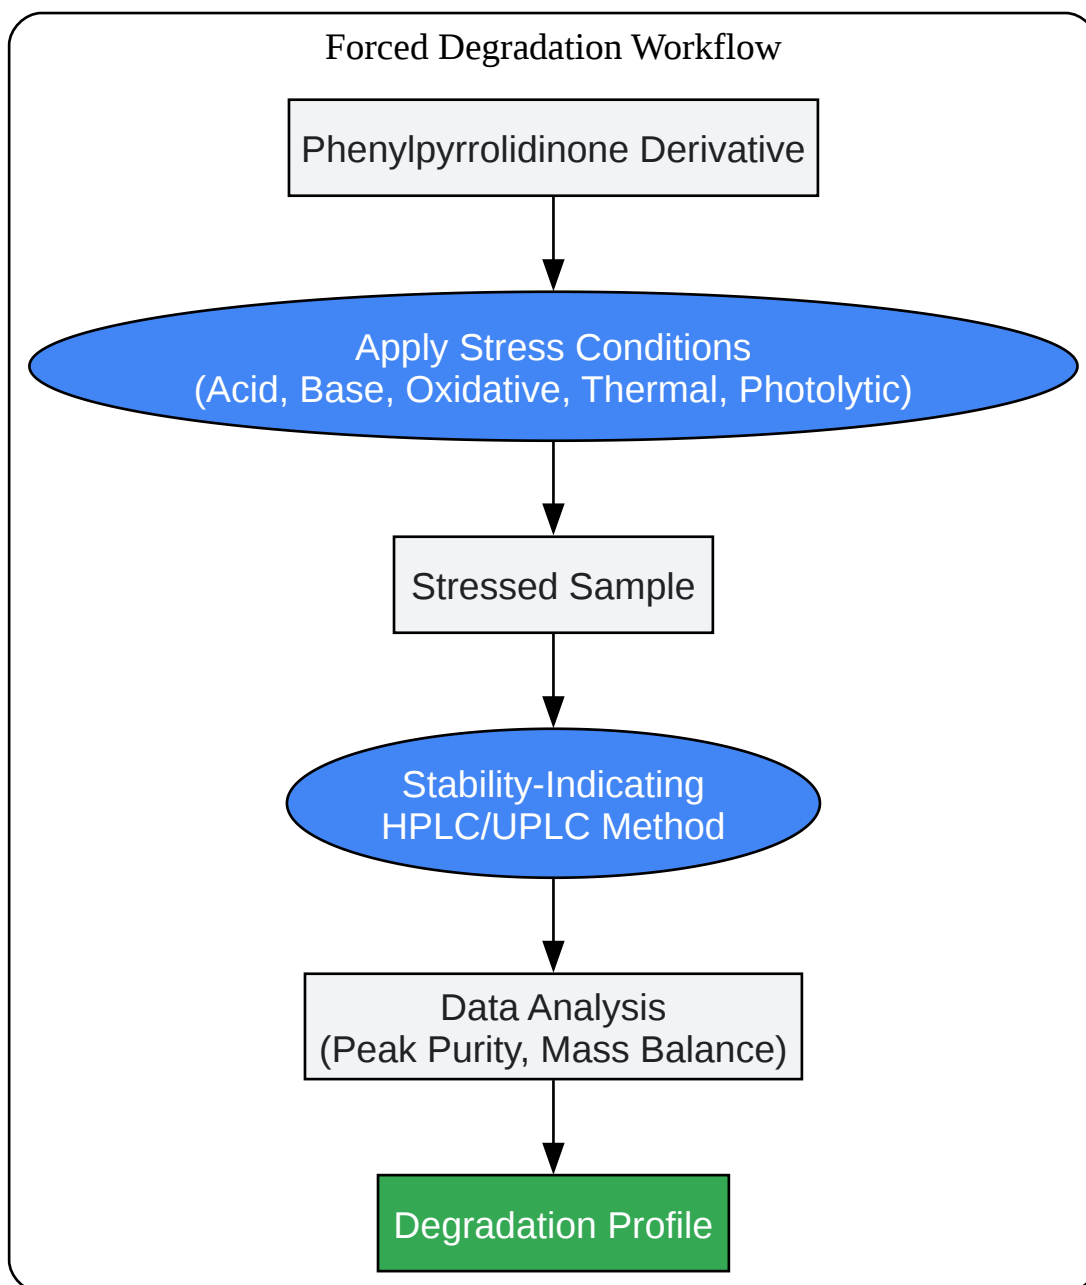 Forced Degradation Workflow
Phenylpyrrolidinone Derivative
Apply Stress Conditions
(Acid, Base, Oxidative, Thermal, Photolytic)
Stressed Sample
Stability-Indicating
HPLC/UPLC Method
Data Analysis
(Peak Purity, Mass Balance)
Degradation Profile